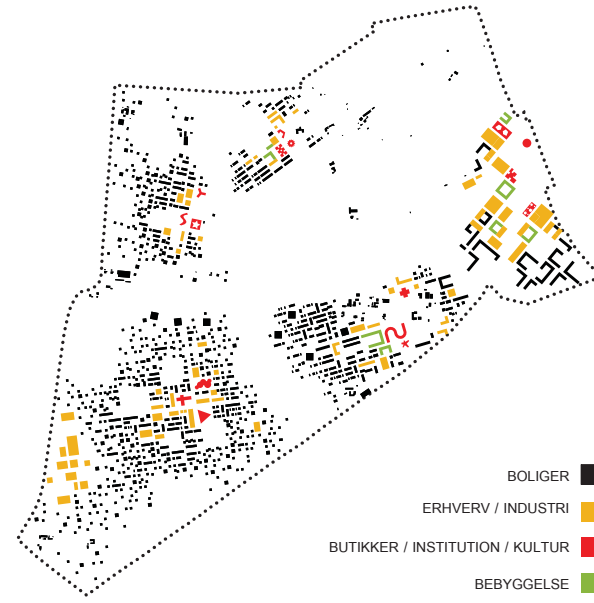 BOLIGER
ERHVERV / INDUSTRI
BUTIKKER / INSTITUTION / KULTUR
BEBYGGELSE